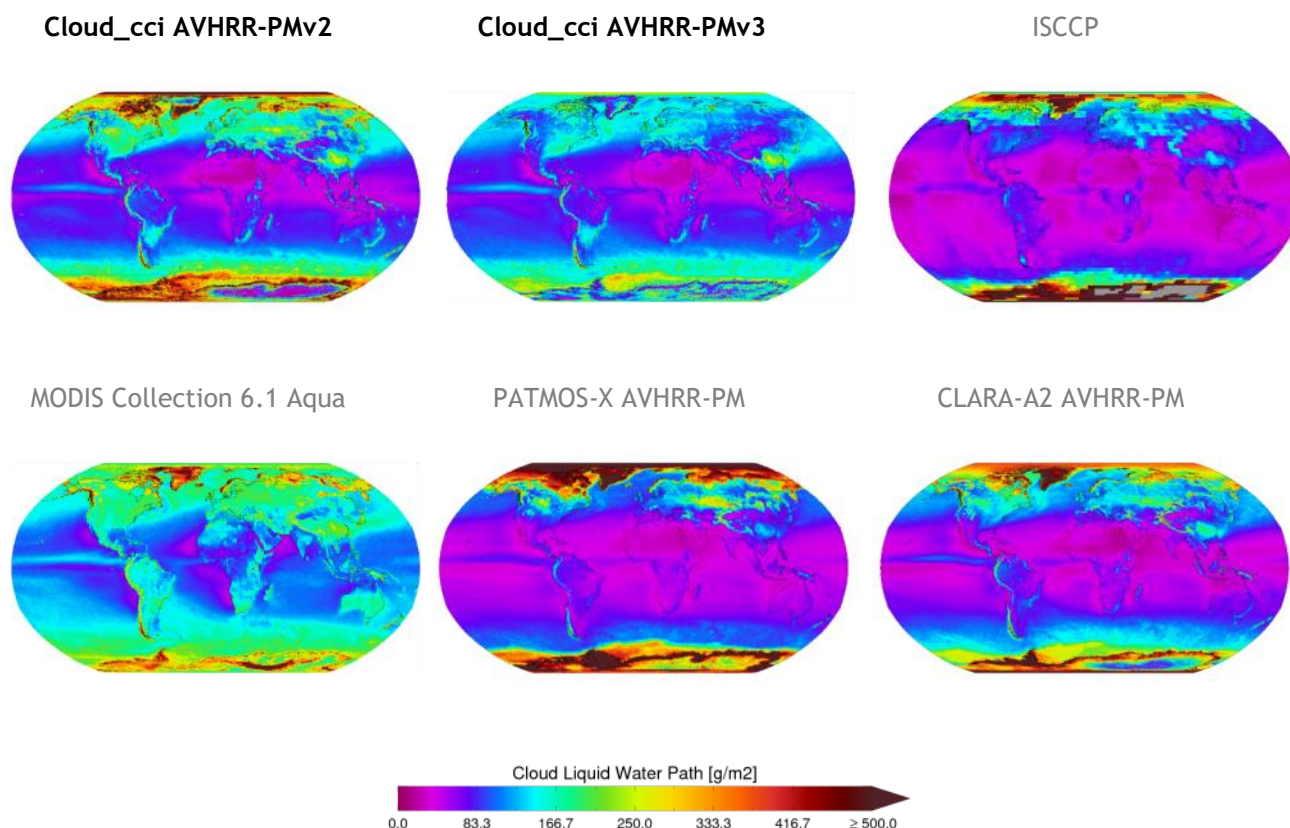 Cloud_cci AVHRR-PMv2 Cloud_cci AVHRR-PMv3 ISCCP
MODIS Collection 6.1 Aqua PATMOS-X AVHRR-PM CLARA-A2 AVHRR-PM
Cloud Liquid Water Path [g/m2]
0.0 83.3 166.7 250.0 333.3 416.7 ≥ 500.0